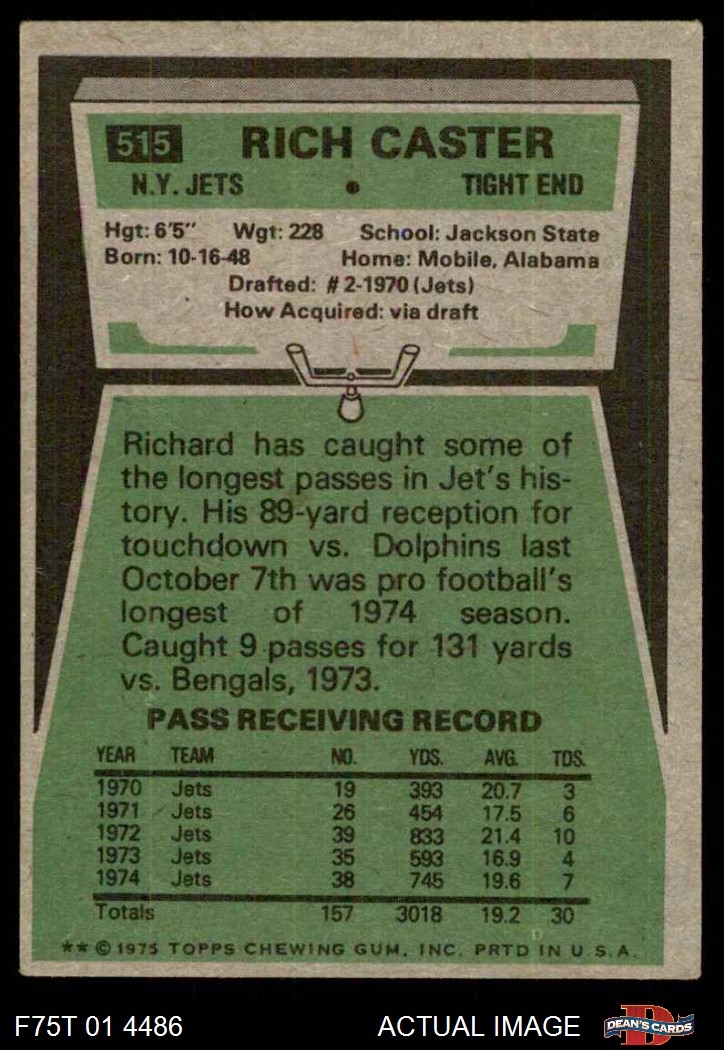 515 RICH CASTER
N.Y. JETS • TIGHT END
Hgt: 6'5" Wgt: 228 School: Jackson State
Born: 10-16-48 Home: Mobile, Alabama
Drafted: #2-1970 (Jets)
How Acquired: via draft
Richard has caught some of
the longest passes in Jet's his-
tory. His 89-yard reception for
touchdown vs. Dolphins last
October 7th was pro football's
longest of 1974 season.
Caught 9 passes for 131 yards
vs. Bengals, 1973.
PASS RECEIVING RECORD
YEAR TEAM NO. YDS. AVG. TDS.
1970 Jets 19 393 20.7 3
1971 Jets 26 454 17.5 6
1972 Jets 39 833 21.4 10
1973 Jets 35 593 16.9 4
1974 Jets 38 745 19.6 7
Totals 157 3018 19.2 30
** © 1975 TOPPS CHEWING GUM, INC. PRTD IN U.S.A.
F75T 01 4486 ACTUAL IMAGE D DEAN'S CARDS